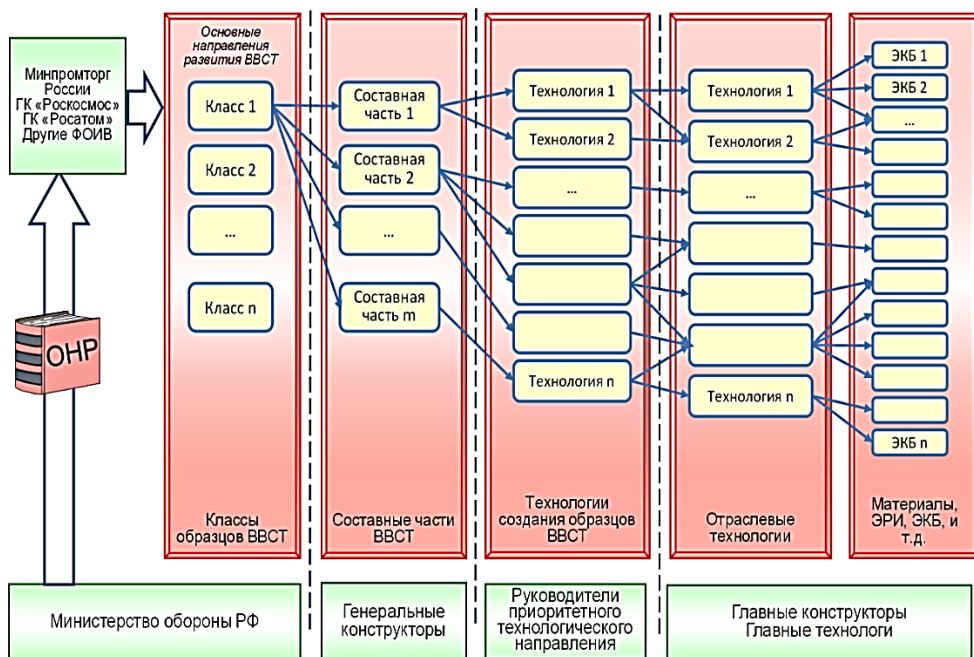 Минпромторг
России
ГК «Роскосмос»
ГК «Росатом»
Другие ФОИВ
ОНР
Основные
направления
развития ВВСТ
Класс 1
Класс 2
...
Класс n
Классы
образцов ВВСТ
Составная
часть 1
Составная
часть 2
...
Составная
часть m
Составные части
ВВСТ
Технология 1
Технология 2
...
Технология n
Технологии
создания образцов
ВВСТ
Технология 1
Технология 2
...
Технология n
Отраслевые
технологии
ЭКБ 1
ЭКБ 2
...
ЭКБ n
Материалы,
ЭРИ, ЭКБ, и
т.д.
Министерство обороны РФ
Генеральные
конструкторы
Руководители
приоритетного
технологического
направления
Главные конструкторы
Главные технологи